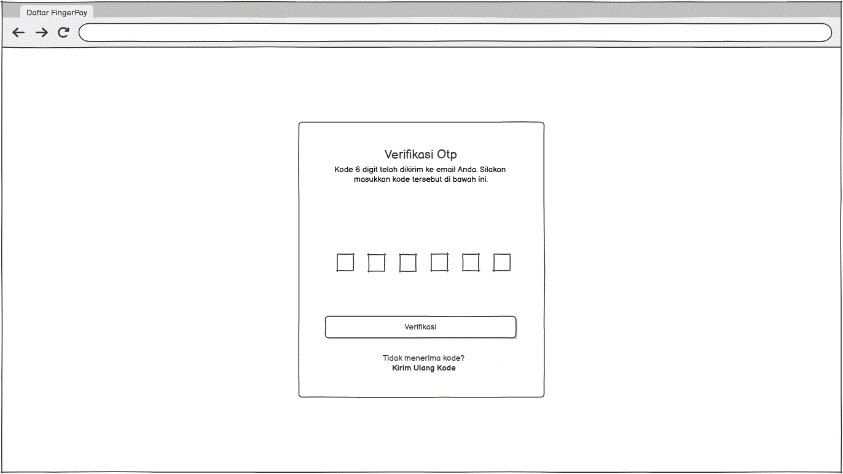 Daftar FingerPay
Verifikasi Otp
Kode 6 digit telah dikirim ke email Anda. Silakan
masukkan kode tersebut di bawah ini.
Verifikasi
Tidak menerima kode?
Kirim Ulang Kode